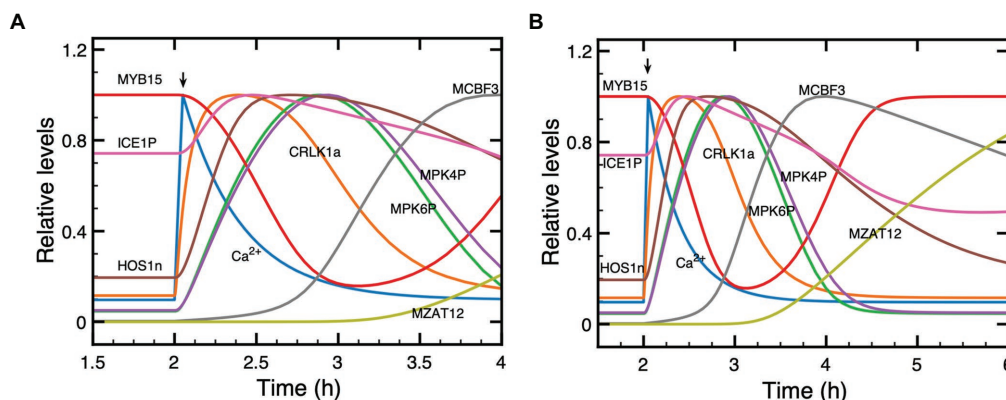 A
1.2
0.8
0.4
0
Relative levels
MYB15
ICE1P
HOS1n
CRLK1a
Ca2+
MCBF3
MPK4P
MPK6P
MZAT12
1.5
2
2.5
3
3.5
4
Time (h)
B
1.2
0.8
0.4
0
Relative levels
MYB15
ICE1P
HOS1n
CRLK1a
Ca2+
MCBF3
MPK4P
MPK6P
MZAT12
2
3
4
5
6
Time (h)